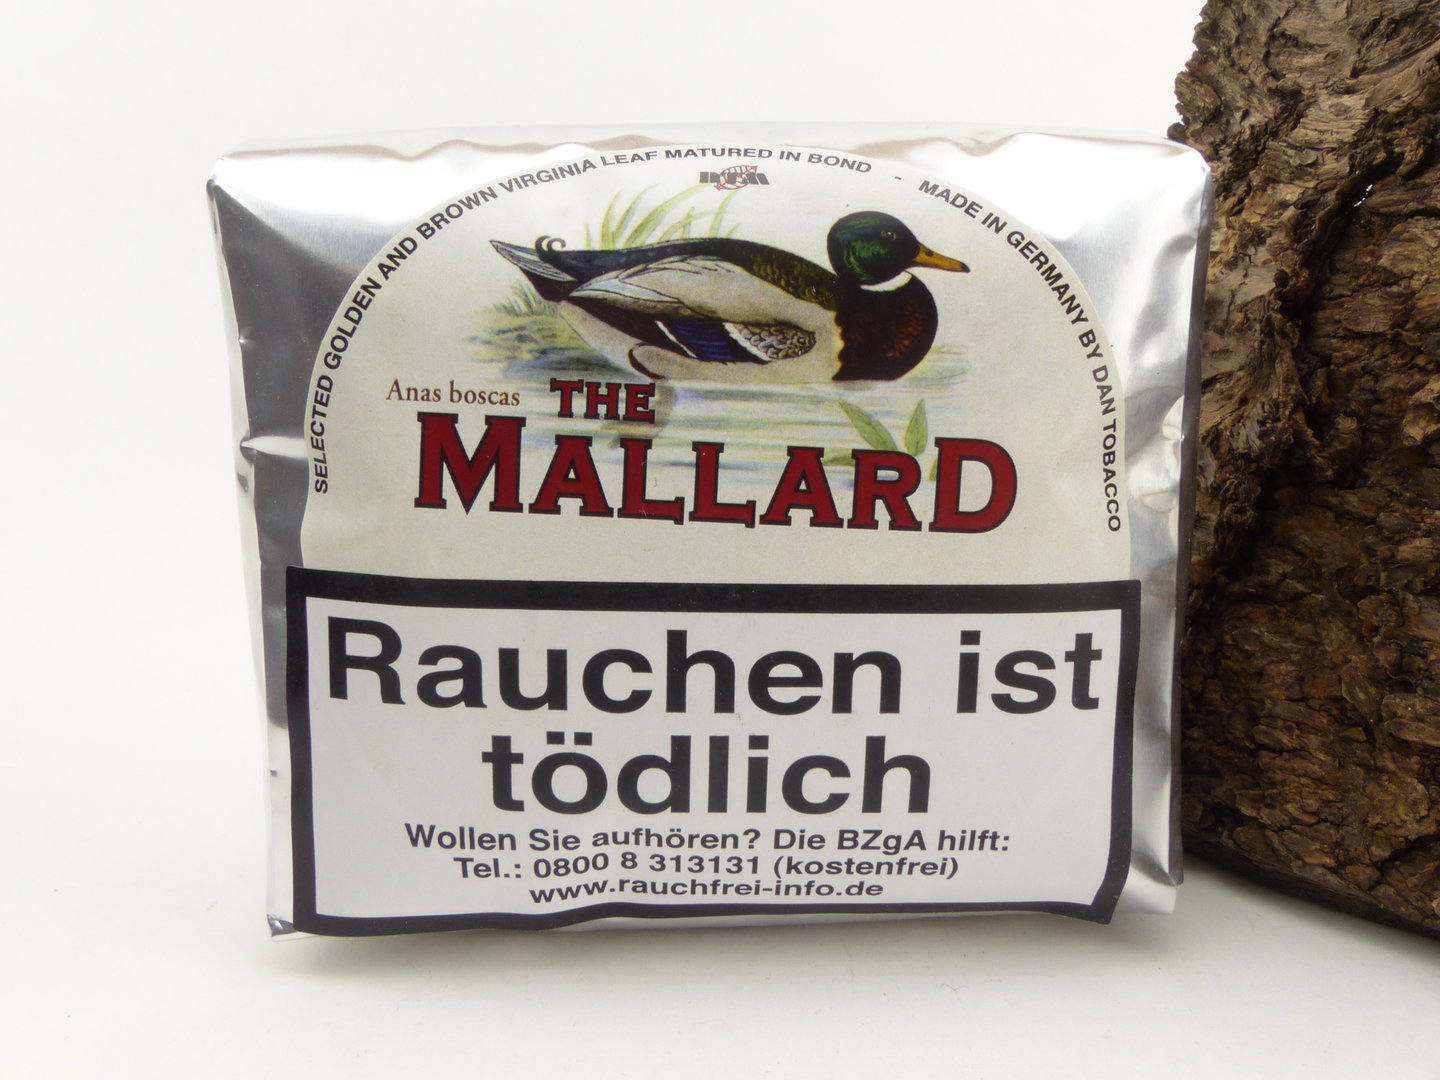 SELECTED GOLDEN AND BROWN VIRGINIA LEAF MATURED IN BOND - MADE IN GERMANY BY DAN TOBACCO
Anas boscas
THE
MALLARD
Rauchen ist
tödlich
Wollen Sie aufhören? Die BZgA hilft:
Tel.: 0800 8 313131 (kostenfrei)
www.rauchfrei-info.de